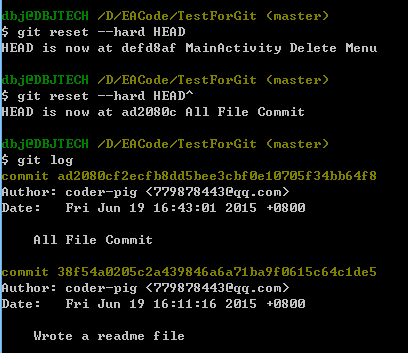 dbj@DBJTECH /D/EACode/TestForGit (master)
$ git reset --hard HEAD
HEAD is now at defd8af MainActivity Delete Menu
dbj@DBJTECH /D/EACode/TestForGit (master)
$ git reset --hard HEAD^
HEAD is now at ad2080c All File Commit
dbj@DBJTECH /D/EACode/TestForGit (master)
$ git log
commit ad2080cf2ecfb8dd5bee3cbf0e10705f34bb64f8
Author: coder-pig <779878443@qq.com>
Date:   Fri Jun 19 16:43:01 2015 +0800
    All File Commit
commit 38f54a0205c2a439846a6a71ba9f0615c64c1de5
Author: coder-pig <779878443@qq.com>
Date:   Fri Jun 19 16:11:16 2015 +0800
    Wrote a readme file